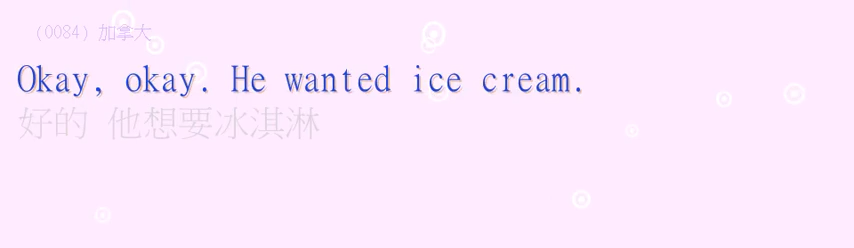 (0084) 加拿大
Okay, okay. He wanted ice cream.
好的 他想要冰淇淋